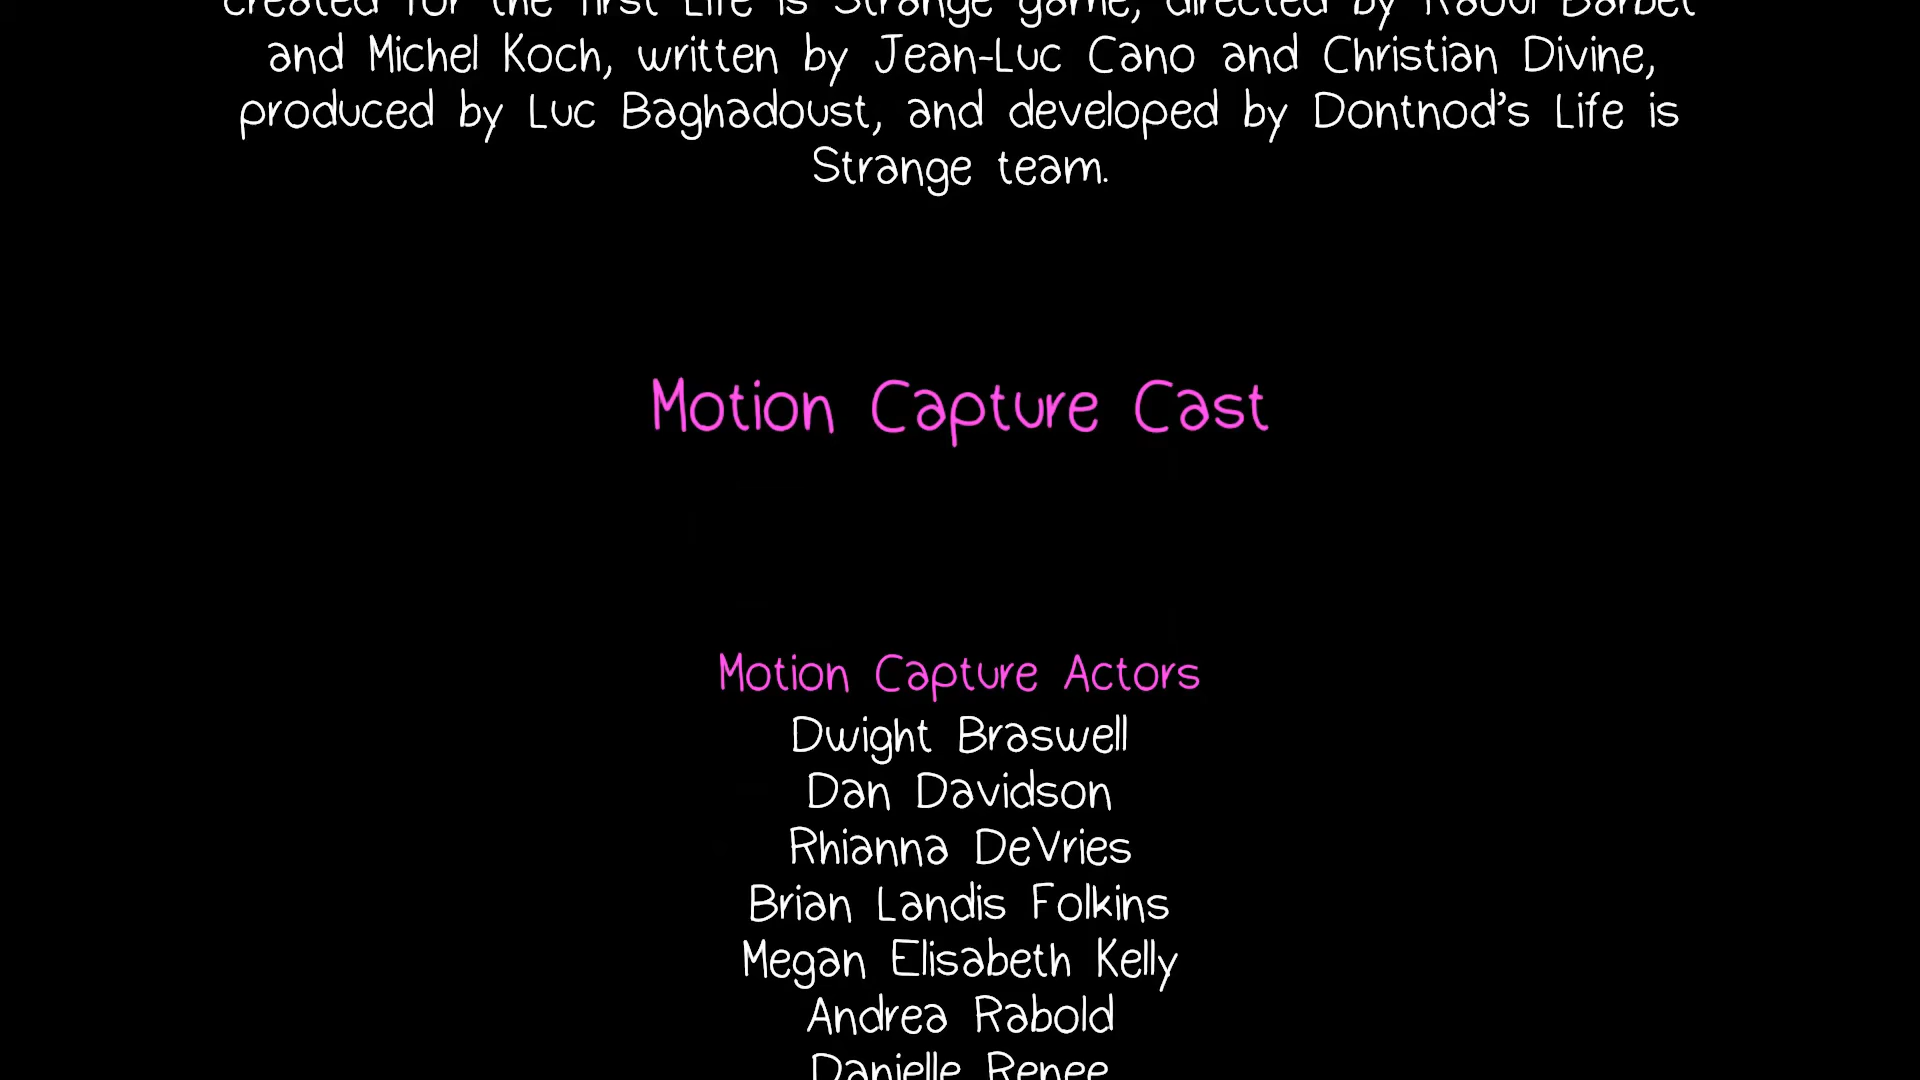 created for the first Life is Strange game, directed by Raoul Barbet
and Michel Koch, written by Jean-Luc Cano and Christian Divine,
produced by Luc Baghadoust, and developed by Dontnod's Life is
Strange team.
Motion Capture Cast
Motion Capture Actors
Dwight Braswell
Dan Davidson
Rhianna DeVries
Brian Landis Folkins
Megan Elisabeth Kelly
Andrea Rabold
Danielle Renee